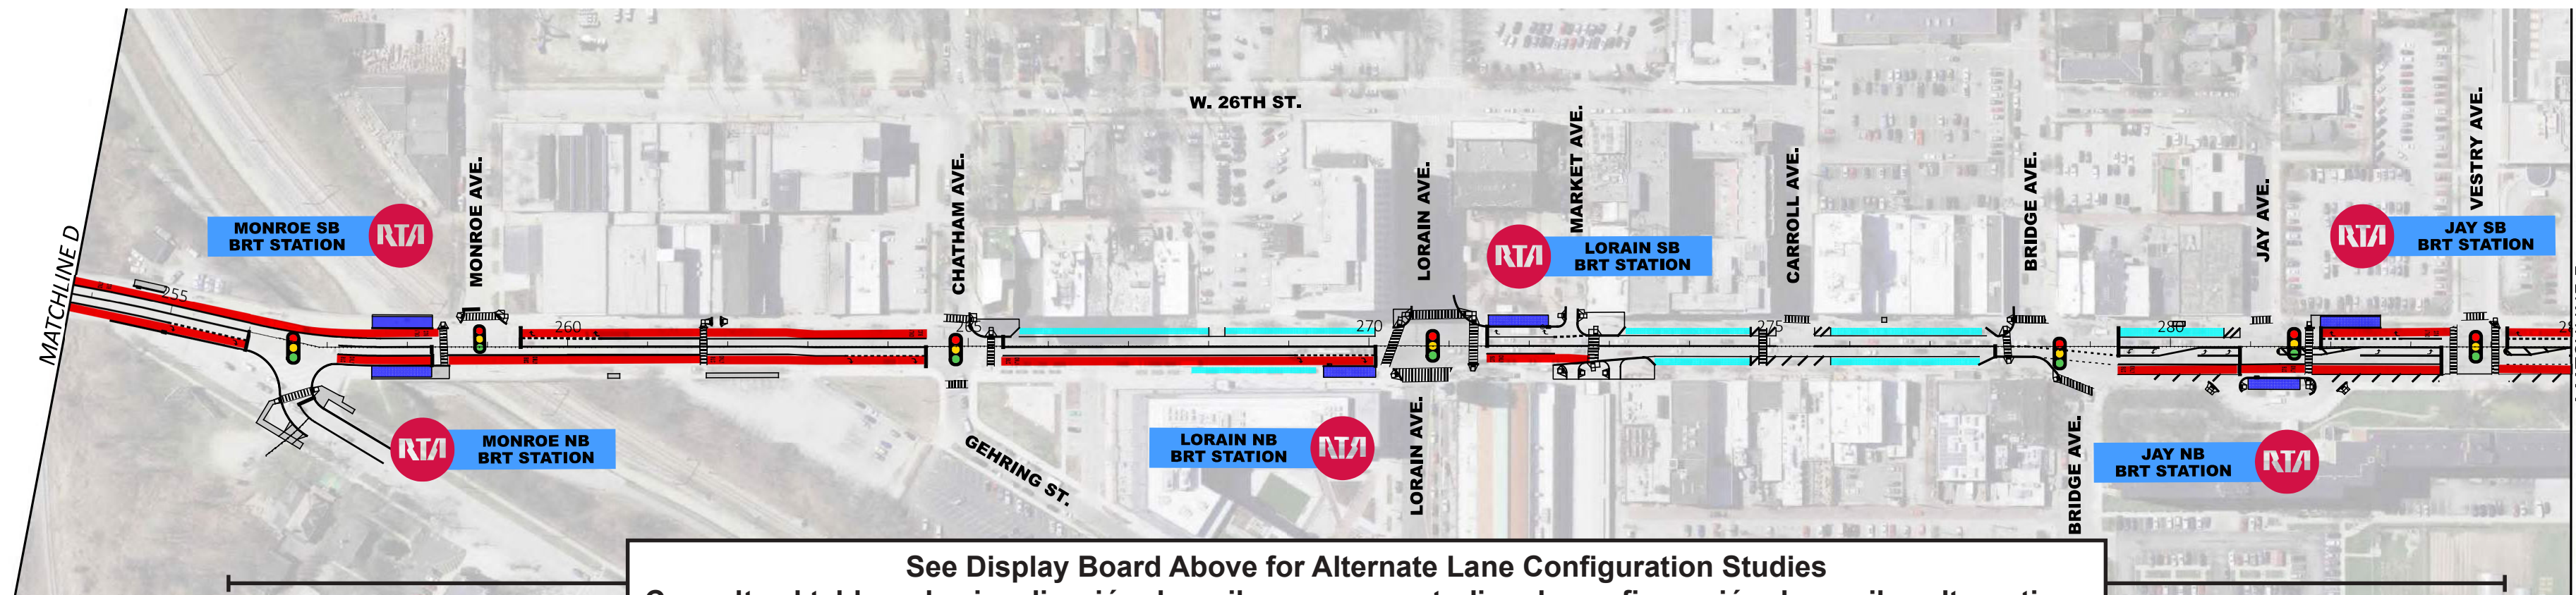 W. 26TH ST.
MATCHLINE D
MONROE SB
BRT STATION
RTA
MONROE AVE.
CHATHAM AVE.
LORAIN AVE.
MARKET AVE.
RTA
LORAIN SB
BRT STATION
CARROLL AVE.
BRIDGE AVE.
JAY AVE.
RTA
JAY SB
BRT STATION
VESTRY AVE.
255
260
265
270
275
280
RTA
MONROE NB
BRT STATION
GEHRING ST.
LORAIN NB
BRT STATION
RTA
LORAIN AVE.
BRIDGE AVE.
JAY NB
BRT STATION
RTA
See Display Board Above for Alternate Lane Configuration Studies